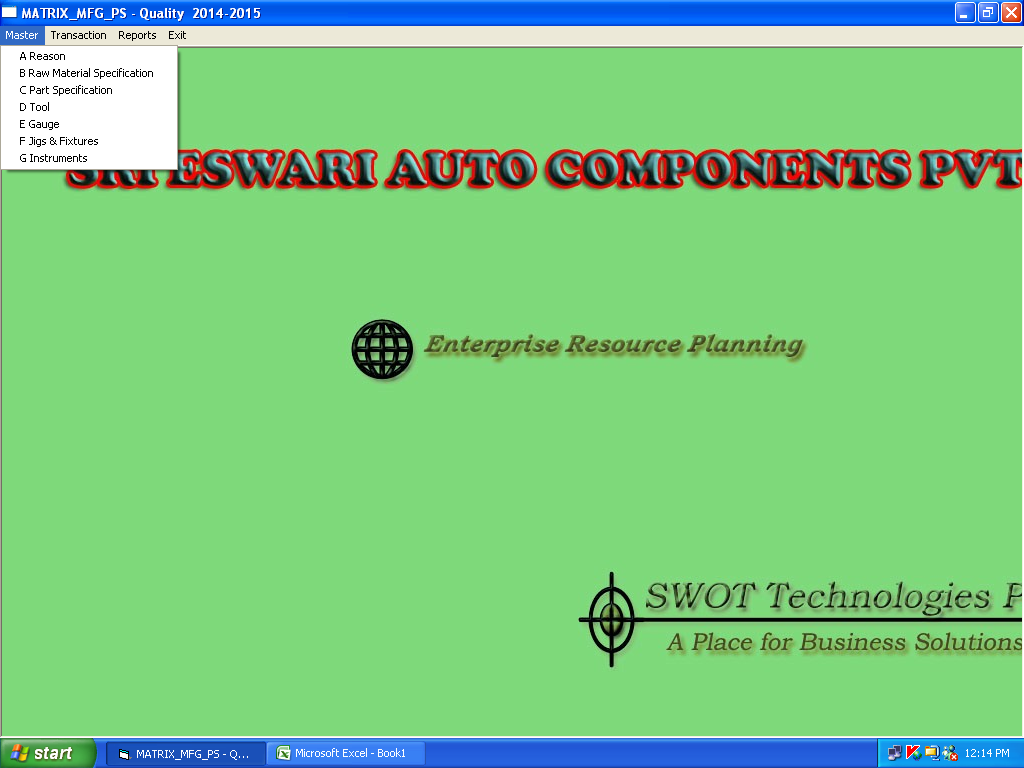 MATRIX_MFG_PS - Quality 2014-2015
Master Transaction Reports Exit
A Reason
B Raw Material Specification
C Part Specification
D Tool
E Gauge
F Jigs & Fixtures
G Instruments
SRI ESWARI AUTO COMPONENTS PVT
Enterprise Resource Planning
SWOT Technologies P
A Place for Business Solutions
start MATRIX_MFG_PS - Q... Microsoft Excel - Book1 12:14 PM